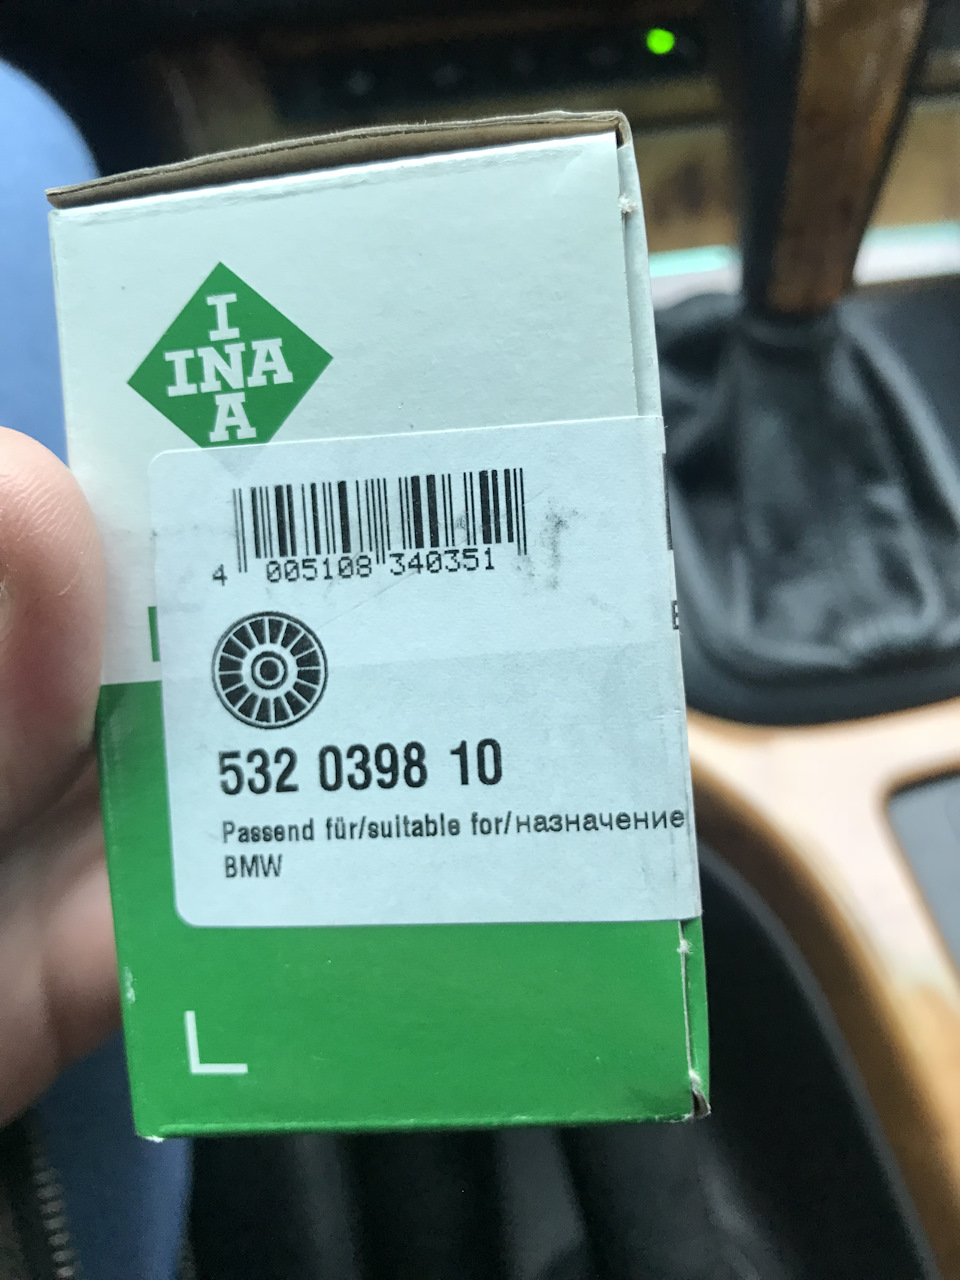 I
INA
A
4 005108 340351
532 0398 10
Passend für/suitable for/назначение
BMW
L